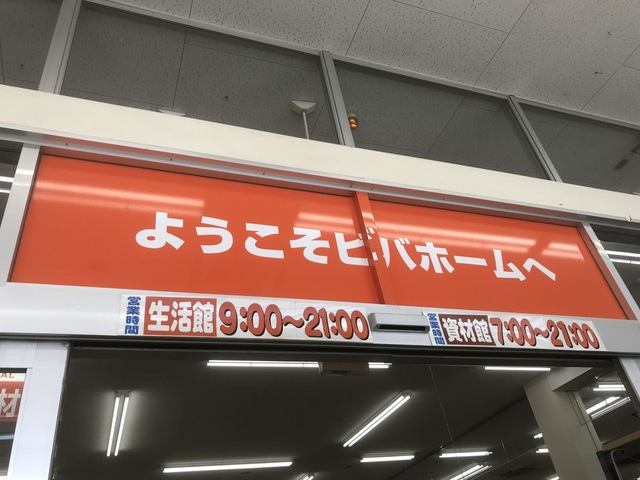 ようこそビバホームへ
営業時間 生活館 9:00〜21:00
営業時間 資材館 7:00〜21:00
材